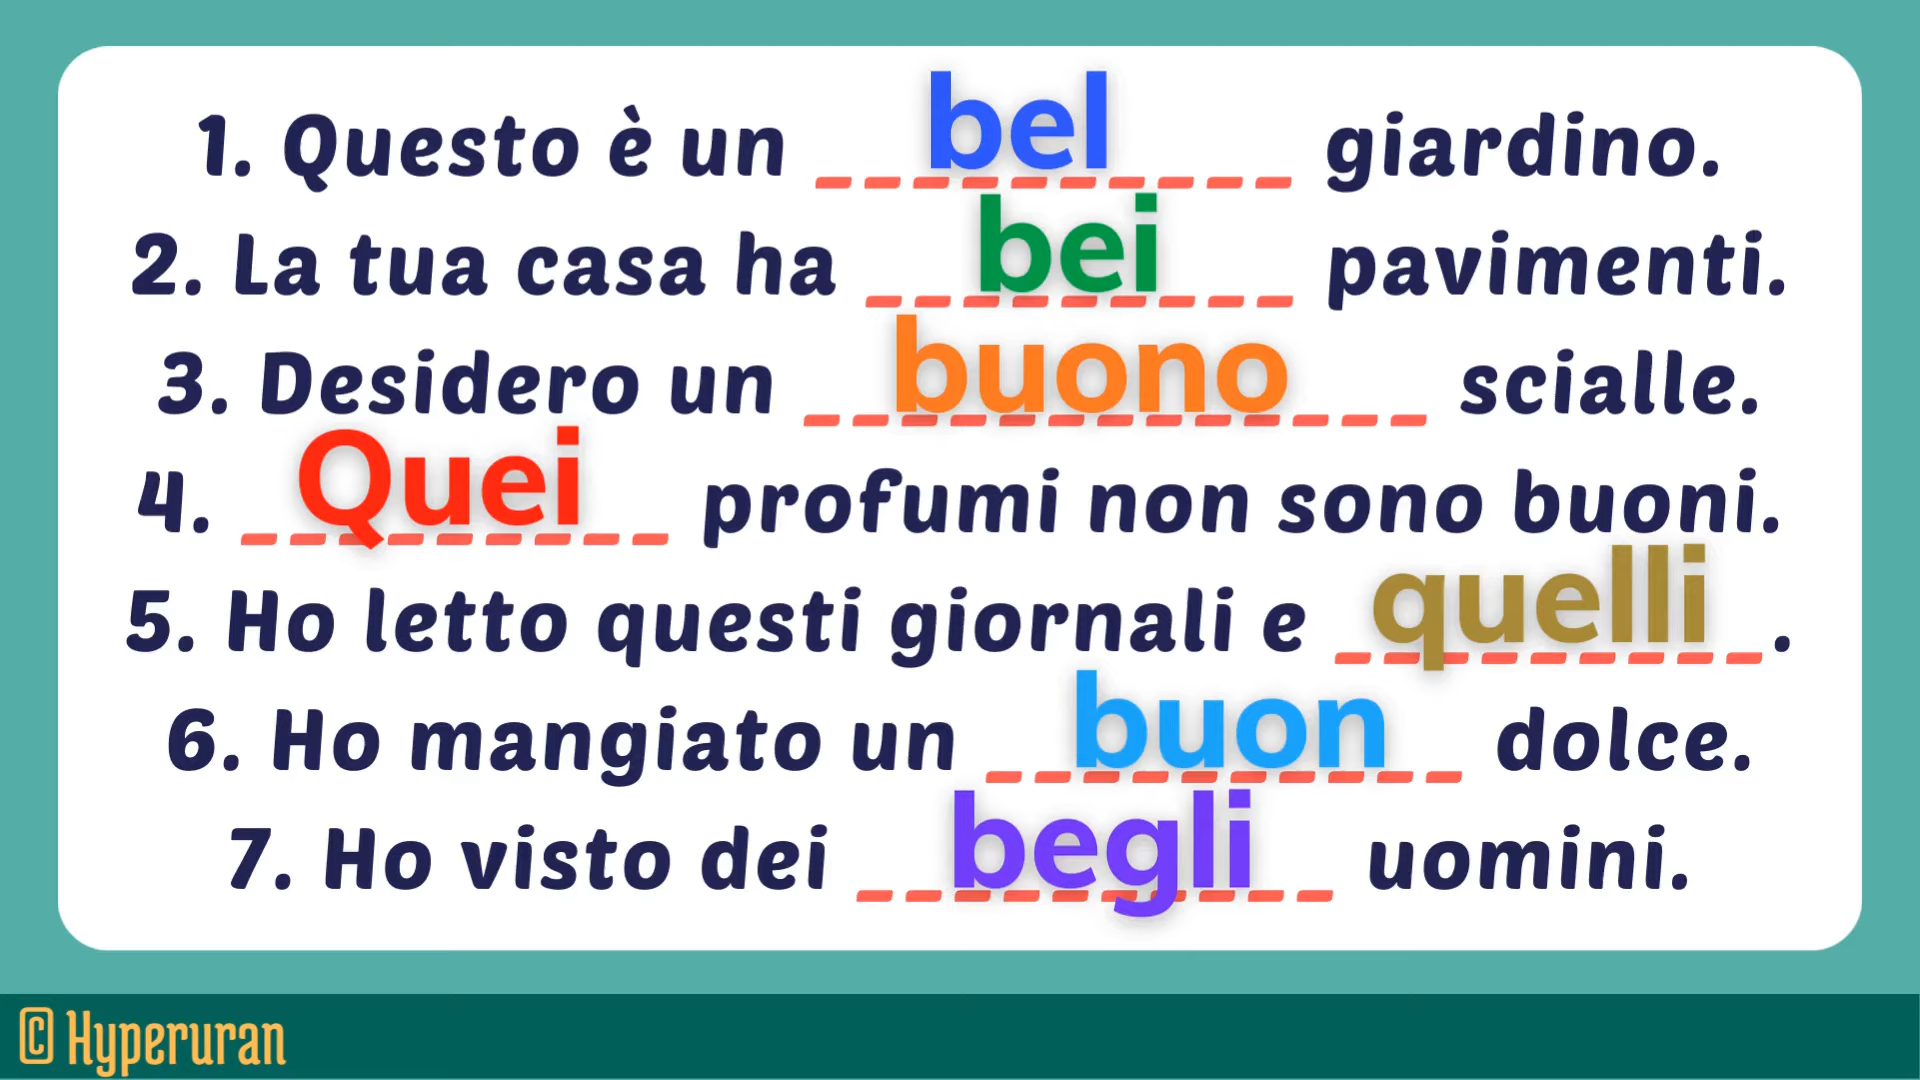 1. Questo è un bel giardino.
2. La tua casa ha bei pavimenti.
3. Desidero un buono scialle.
4. Quei profumi non sono buoni.
5. Ho letto questi giornali e quelli.
6. Ho mangiato un buon dolce.
7. Ho visto dei begli uomini.
© Hyperuran